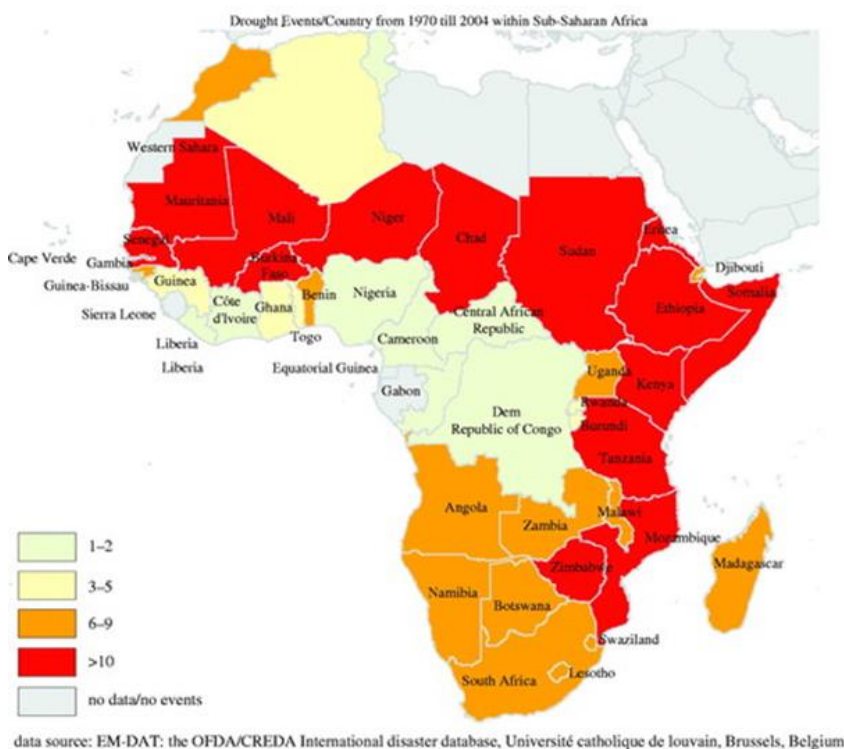 Drought Events/Country from 1970 till 2004 within Sub-Saharan Africa
Western Sahara
Mauritania
Mali
Niger
Chad
Sudan
Eritrea
Senegal
Cape Verde
Gambia
Burkina
Faso
Djibouti
Guinea-Bissau
Guinea
Benin
Nigeria
Ethiopia
Somalia
Côte
d'Ivoire
Ghana
Central African
Republic
Sierra Leone
Togo
Cameroon
Liberia
Liberia
Equatorial Guinea
Gabon
Uganda
Kenya
Rwanda
Dem
Republic of Congo
Burundi
Tanzania
Angola
Malawi
Zambia
Mozambique
Zimbabwe
Madagascar
Namibia
Botswana
Swaziland
South Africa
Lesotho
1–2
3–5
6–9
>10
no data/no events
data source: EM-DAT: the OFDA/CREDA International disaster database, Université catholique de louvain, Brussels, Belgium